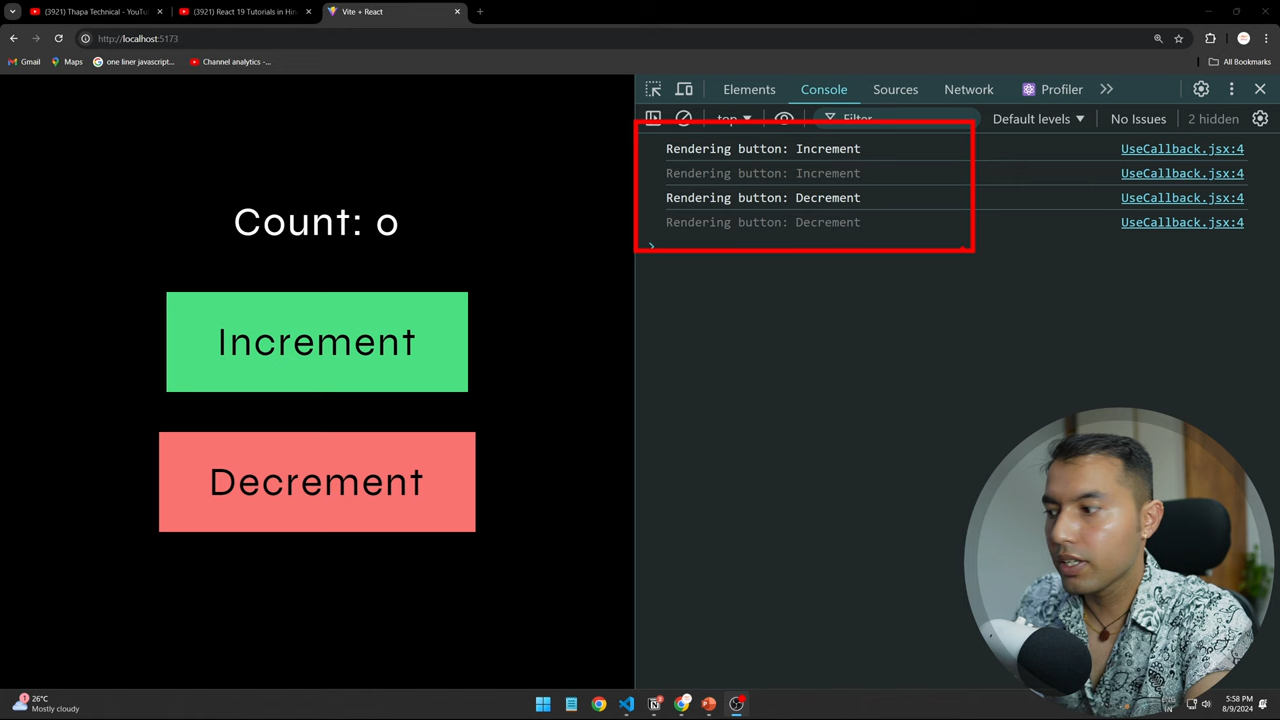 (3921) Thapa Technical - YouTu
(3921) React 19 Tutorials in Hin
Vite + React
http://localhost:5173
Gmail
Maps
one liner javascript...
Channel analytics -...
All Bookmarks
Elements
Console
Sources
Network
Profiler
top
Filter
Default levels
No Issues
2 hidden
Rendering button: Increment
UseCallback.jsx:4
Rendering button: Increment
UseCallback.jsx:4
Rendering button: Decrement
UseCallback.jsx:4
Rendering button: Decrement
UseCallback.jsx:4
Count: 0
Increment
Decrement
1
26°C
Mostly cloudy
IN
5:58 PM
8/9/2024